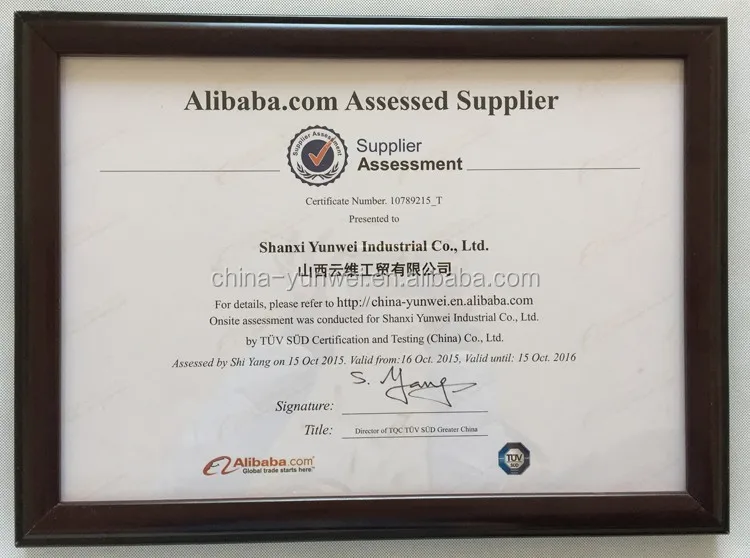 Alibaba.com Assessed Supplier
Supplier Assessment
Supplier
Assessment
Certificate Number. 10789215_T
Presented to
Shanxi Yunwei Industrial Co., Ltd.
山西云维工贸有限公司
china-yunwei.en.alibaba.com
For details, please refer to http://china-yunwei.en.alibaba.com
Onsite assessment was conducted for Shanxi Yunwei Industrial Co., Ltd.
by TÜV SÜD Certification and Testing (China) Co., Ltd.
Assessed by Shi Yang on 15 Oct 2015. Valid from:16 Oct. 2015, Valid until: 15 Oct. 2016
S. Yang
Signature:
Title: Director of TQC TÜV SÜD Greater China
Alibaba.com®
Global trade starts here.™
TÜV
SÜD